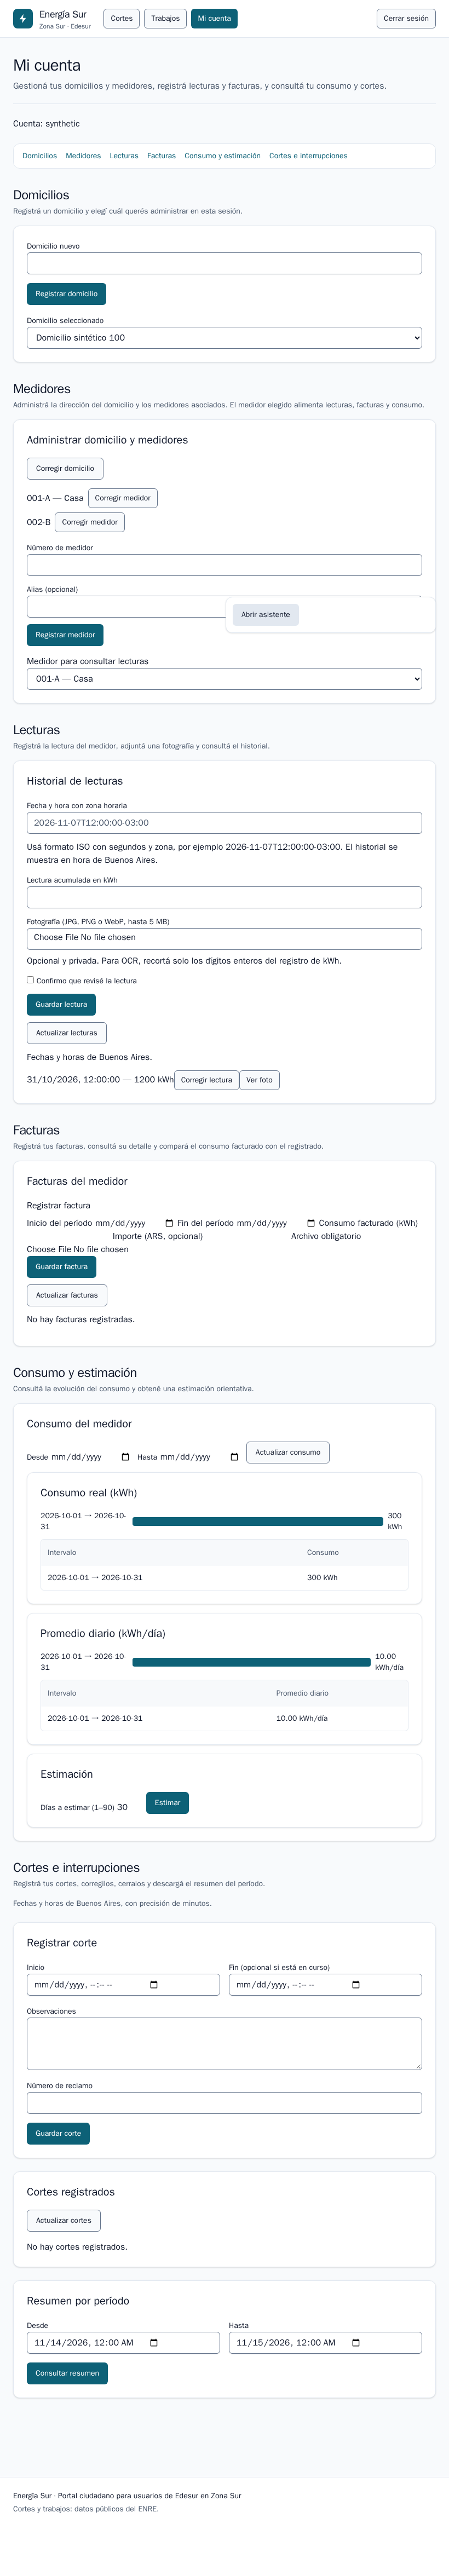 Energía Sur
Zona Sur · Edesur
Cortes
Trabajos
Mi cuenta
Cerrar sesión
Mi cuenta
Gestioná tus domicilios y medidores, registrá lecturas y facturas, y consultá tu consumo y cortes.
Cuenta: synthetic
Domicilios Medidores Lecturas Facturas Consumo y estimación Cortes e interrupciones
Domicilios
Registrá un domicilio y elegí cuál querés administrar en esta sesión.
Domicilio nuevo
Registrar domicilio
Domicilio seleccionado
Domicilio sintético 100
Medidores
Administrá la dirección del domicilio y los medidores asociados. El medidor elegido alimenta lecturas, facturas y consumo.
Administrar domicilio y medidores
Corregir domicilio
001-A — Casa Corregir medidor
002-B Corregir medidor
Número de medidor
Alias (opcional)
Abrir asistente
Registrar medidor
Medidor para consultar lecturas
001-A — Casa
Lecturas
Registrá la lectura del medidor, adjuntá una fotografía y consultá el historial.
Historial de lecturas
Fecha y hora con zona horaria
2026-11-07T12:00:00-03:00
Usá formato ISO con segundos y zona, por ejemplo 2026-11-07T12:00:00-03:00. El historial se
muestra en hora de Buenos Aires.
Lectura acumulada en kWh
Fotografía (JPG, PNG o WebP, hasta 5 MB)
Choose File No file chosen
Opcional y privada. Para OCR, recortá solo los dígitos enteros del registro de kWh.
Confirmo que revisé la lectura
Guardar lectura
Actualizar lecturas
Fechas y horas de Buenos Aires.
31/10/2026, 12:00:00 — 1200 kWh Corregir lectura Ver foto
Facturas
Registrá tus facturas, consultá su detalle y compará el consumo facturado con el registrado.
Facturas del medidor
Registrar factura
Inicio del período mm/dd/yyyy Fin del período mm/dd/yyyy Consumo facturado (kWh)
Importe (ARS, opcional) Archivo obligatorio
Choose File No file chosen
Guardar factura
Actualizar facturas
No hay facturas registradas.
Consumo y estimación
Consultá la evolución del consumo y obtené una estimación orientativa.
Consumo del medidor
Desde mm/dd/yyyy Hasta mm/dd/yyyy Actualizar consumo
Consumo real (kWh)
2026-10-01 → 2026-10-
31
300
kWh
Intervalo Consumo
2026-10-01 → 2026-10-31 300 kWh
Promedio diario (kWh/día)
2026-10-01 → 2026-10-
31
10.00
kWh/día
Intervalo Promedio diario
2026-10-01 → 2026-10-31 10.00 kWh/día
Estimación
Días a estimar (1–90) 30 Estimar
Cortes e interrupciones
Registrá tus cortes, corregilos, cerralos y descargá el resumen del período.
Fechas y horas de Buenos Aires, con precisión de minutos.
Registrar corte
Inicio Fin (opcional si está en curso)
mm/dd/yyyy, --:-- -- mm/dd/yyyy, --:-- --
Observaciones
Número de reclamo
Guardar corte
Cortes registrados
Actualizar cortes
No hay cortes registrados.
Resumen por período
Desde Hasta
11/14/2026, 12:00 AM 11/15/2026, 12:00 AM
Consultar resumen
Energía Sur · Portal ciudadano para usuarios de Edesur en Zona Sur
Cortes y trabajos: datos públicos del ENRE.